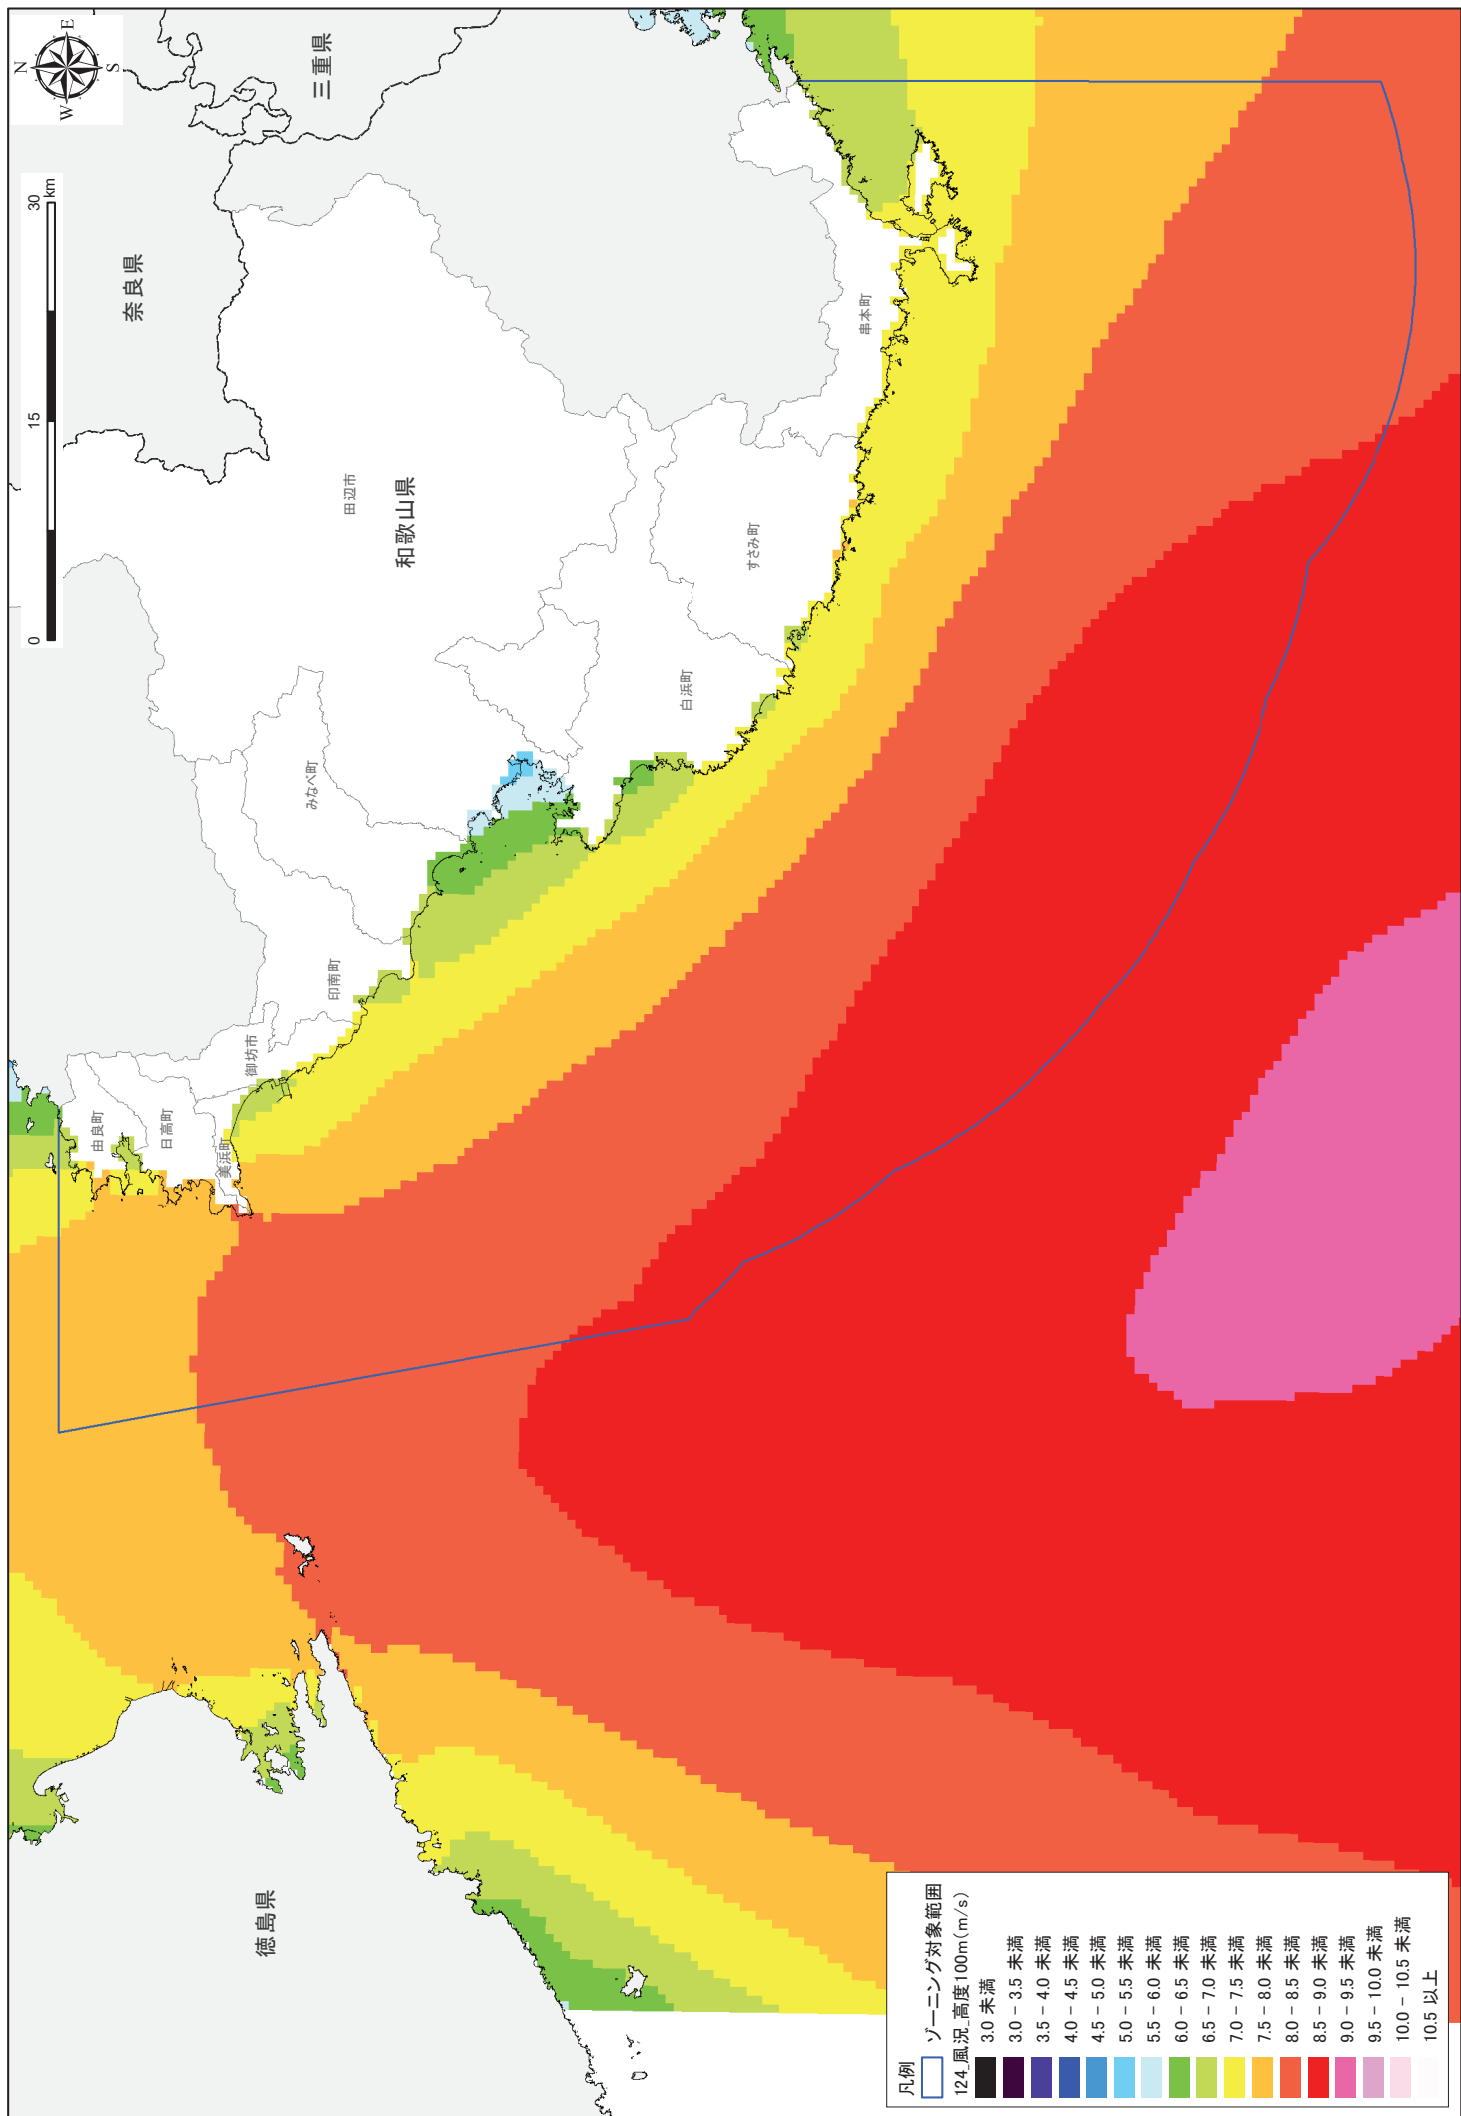 N
E
S
W
0
15
30
km
三重県
奈良県
和歌山県
田辺市
みなべ町
印南町
御坊市
由良町
日高町
美浜町
白浜町
すさみ町
串本町
徳島県
凡例
ゾーニング対象範囲
124_風況_高度100m(m/s)
3.0 未満
3.0 - 3.5 未満
3.5 - 4.0 未満
4.0 - 4.5 未満
4.5 - 5.0 未満
5.0 - 5.5 未満
5.5 - 6.0 未満
6.0 - 6.5 未満
6.5 - 7.0 未満
7.0 - 7.5 未満
7.5 - 8.0 未満
8.0 - 8.5 未満
8.5 - 9.0 未満
9.0 - 9.5 未満
9.5 - 10.0 未満
10.0 - 10.5 未満
10.5 以上